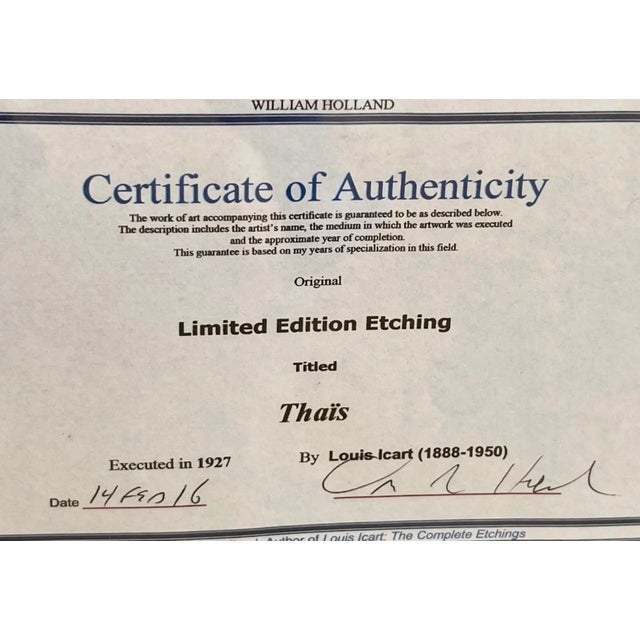 WILLIAM HOLLAND
Certificate of Authenticity
The work of art accompanying this certificate is guaranteed to be as described below.
The description includes the artist's name, the medium in which the artwork was executed
and the approximate year of completion.
This guarantee is based on my years of specialization in this field.
Original
Limited Edition Etching
Titled
Thaïs
Executed in 1927
By Louis Icart (1888-1950)
Date 14 FEB 16
Author of Louis Icart: The Complete Etchings